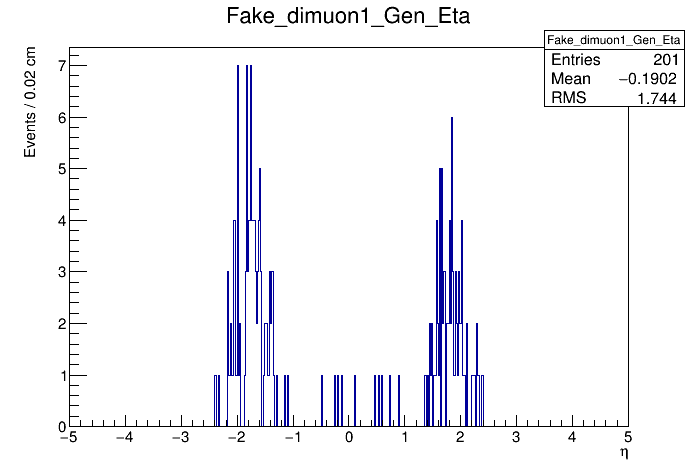 Fake_dimuon1_Gen_Eta
Fake_dimuon1_Gen_Eta
Entries 201
Mean −0.1902
RMS 1.744
Events / 0.02 cm
7
6
5
4
3
2
1
0
−5 −4 −3 −2 −1 0 1 2 3 4 5
η